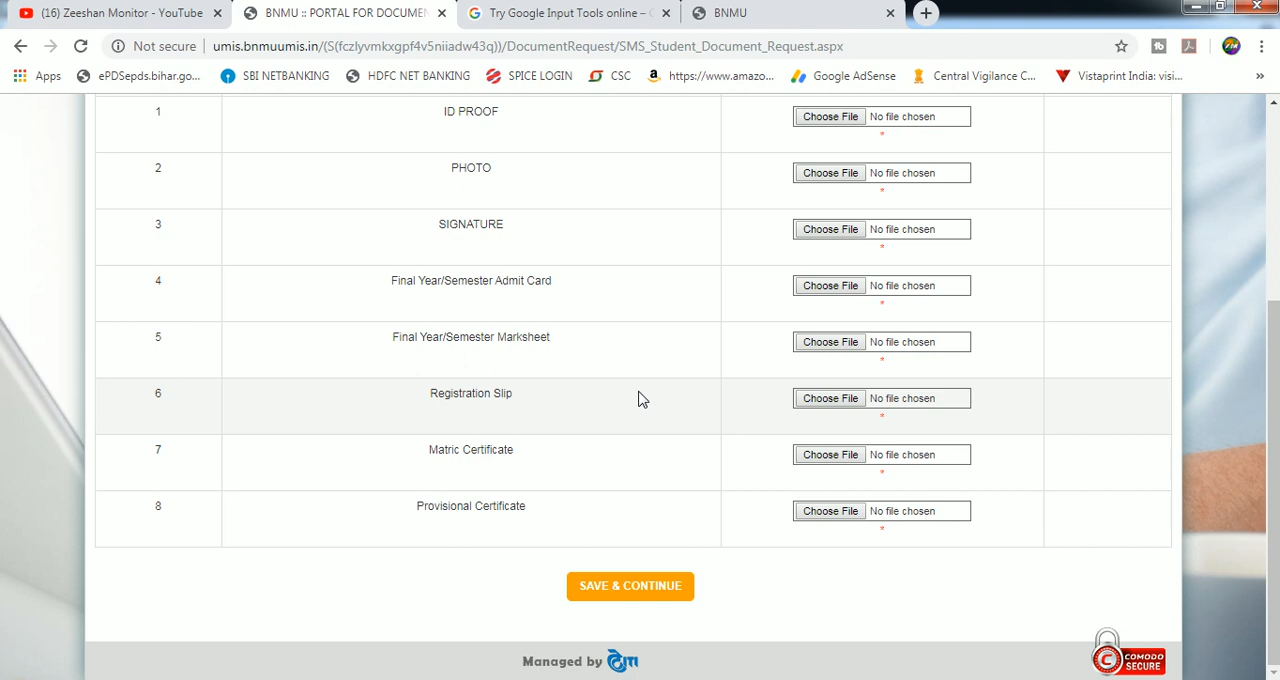 (16) Zeeshan Monitor - YouTube
BNMU :: PORTAL FOR DOCUMEN
Try Google Input Tools online –
BNMU
Not secure
umis.bnmuumis.in/(S(fczlyvmkxgpf4v5niiadw43q))/DocumentRequest/SMS_Student_Document_Request.aspx
Apps
ePDSepds.bihar.go...
SBI NETBANKING
HDFC NET BANKING
SPICE LOGIN
CSC
https://www.amazo...
Google AdSense
Central Vigilance C...
Vistaprint India: visi...
»
1 ID PROOF Choose File No file chosen
*
2 PHOTO Choose File No file chosen
*
3 SIGNATURE Choose File No file chosen
*
4 Final Year/Semester Admit Card Choose File No file chosen
*
5 Final Year/Semester Marksheet Choose File No file chosen
*
6 Registration Slip Choose File No file chosen
*
7 Matric Certificate Choose File No file chosen
*
8 Provisional Certificate Choose File No file chosen
*
SAVE & CONTINUE
Managed by
COMODO
SECURE